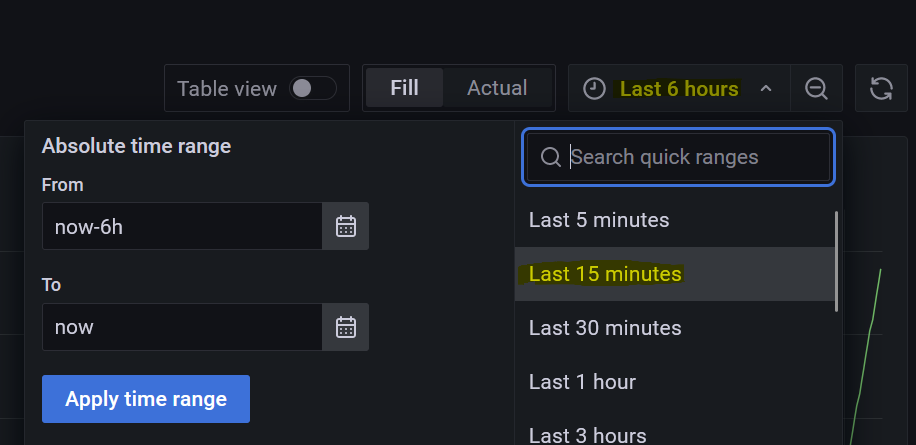 Table view
Fill
Actual
Last 6 hours
Absolute time range
From
now-6h
To
now
Apply time range
Search quick ranges
Last 5 minutes
Last 15 minutes
Last 30 minutes
Last 1 hour
Last 3 hours